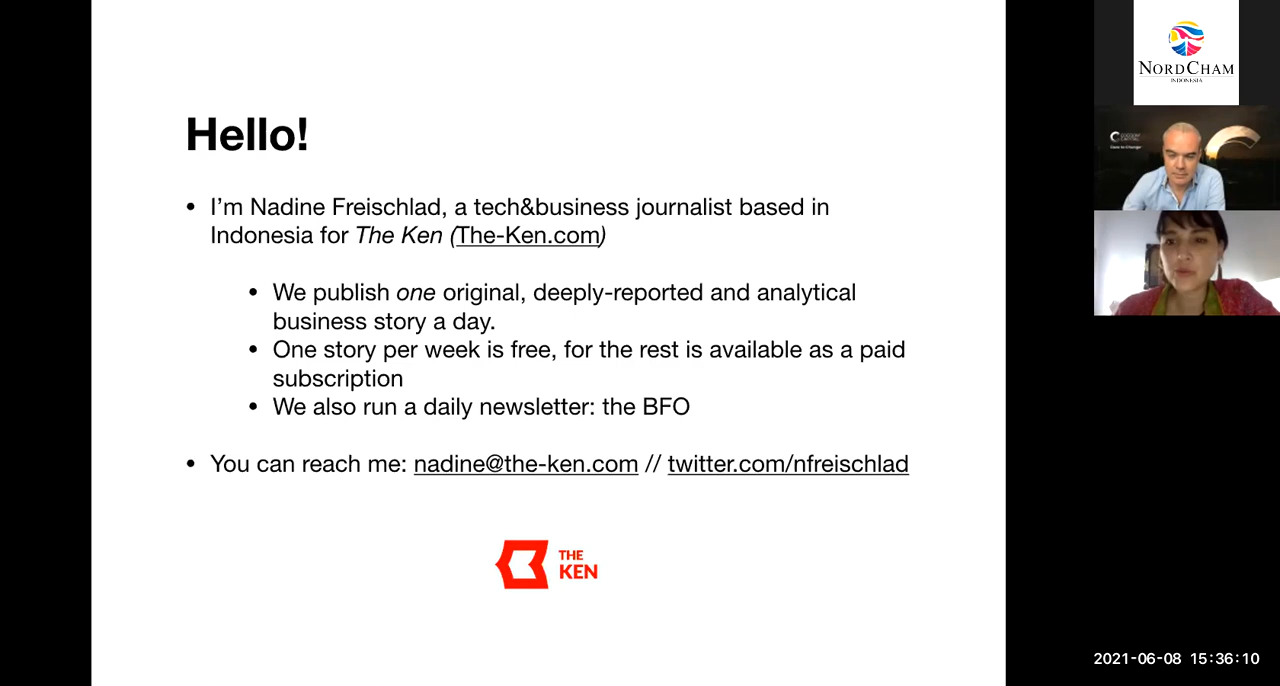 Hello!
• I’m Nadine Freischlad, a tech&business journalist based in
Indonesia for The Ken (The-Ken.com)
• We publish one original, deeply-reported and analytical
business story a day.
• One story per week is free, for the rest is available as a paid
subscription
• We also run a daily newsletter: the BFO
• You can reach me: nadine@the-ken.com // twitter.com/nfreischlad
THE
KEN
NORDCHAM
INDONESIA
2021-06-08 15:36:10